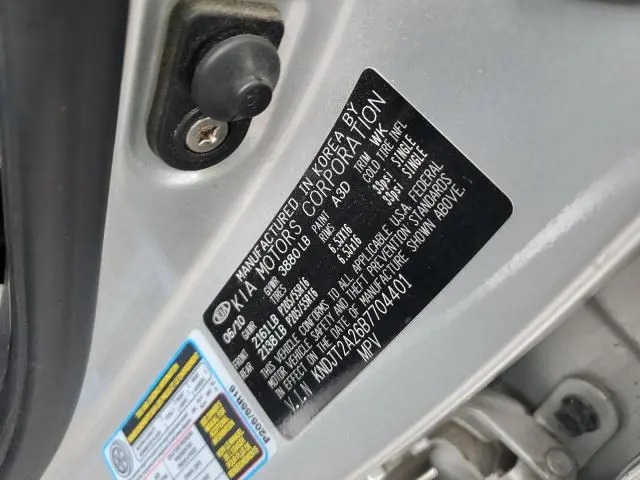 MANUFACTURED IN KOREA BY
KIA KIA MOTORS CORPORATION
06/10 GVWR 3880LB PAINT A3D TRIM WK
GAWR TIRES RIMS COLD TIRE INFL
FRONT 2161LB P205/55R16 6.5JX16 33psi SINGLE
REAR 2138LB P205/55R16 6.5JX16 33psi SINGLE
THIS VEHICLE CONFORMS TO ALL APPLICABLE U.S.A. FEDERAL
MOTOR VEHICLE SAFETY AND THEFT PREVENTION STANDARDS
IN EFFECT ON THE DATE OF MANUFACTURE SHOWN ABOVE.
V.I.N KNDJT2A26B7704401
MPV
P205/55R16